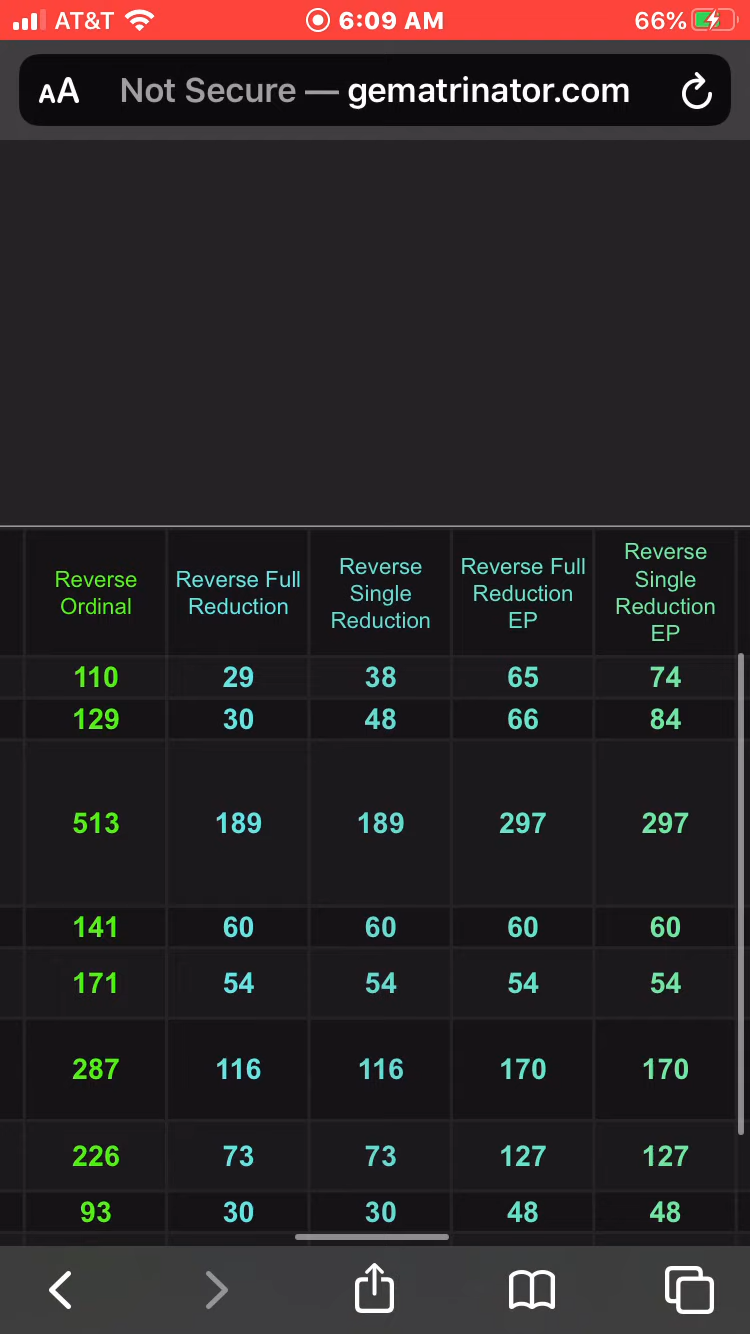 AT&T 6:09 AM 66%
AA Not Secure — gematrinator.com
Reverse Ordinal
Reverse Full Reduction
Reverse Single Reduction
Reverse Full Reduction EP
Reverse Single Reduction EP
110 29 38 65 74
129 30 48 66 84
513 189 189 297 297
141 60 60 60 60
171 54 54 54 54
287 116 116 170 170
226 73 73 127 127
93 30 30 48 48